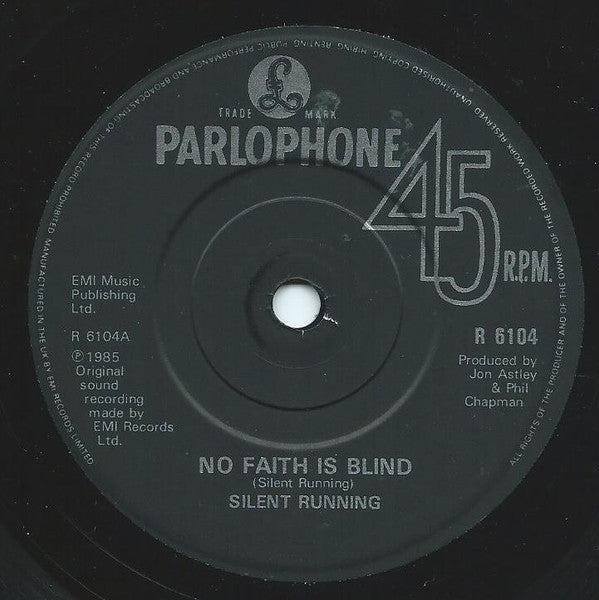 UNAUTHORISED COPYING, HIRING, RENTING, PUBLIC PERFORMANCE AND BROADCASTING OF THIS RECORD PROHIBITED. MANUFACTURED IN THE UK BY EMI RECORDS LIMITED
ALL RIGHTS OF THE PRODUCER AND OF THE OWNER OF THE RECORDED WORK RESERVED
£
TRADE MARK
PARLOPHONE
45
R.P.M.
EMI Music
Publishing
Ltd.
R 6104A
℗ 1985
Original
sound
recording
made by
EMI Records
Ltd.
R 6104
Produced by
Jon Astley
& Phil
Chapman
NO FAITH IS BLIND
(Silent Running)
SILENT RUNNING